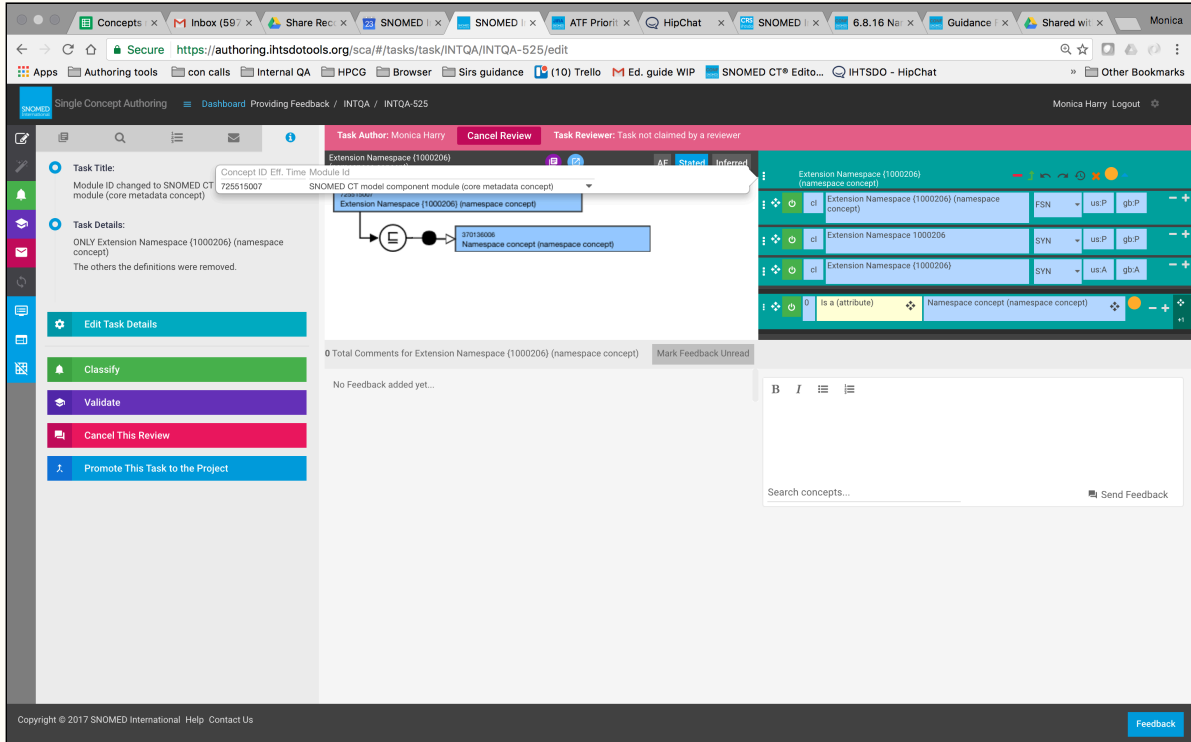 Concepts
Inbox (597
Share Reco
SNOMED I
SNOMED I
ATF Priorit
HipChat
SNOMED I
6.8.16 Nar
Guidance
Shared wit
Monica
Secure https://authoring.ihtsdotools.org/sca/#/tasks/task/INTQA/INTQA-525/edit
Apps Authoring tools con calls Internal QA HPCG Browser Sirs guidance (10) Trello Ed. guide WIP SNOMED CT® Edito... IHTSDO - HipChat » Other Bookmarks
Single Concept Authoring Dashboard Providing Feedback / INTQA / INTQA-525 Monica Harry Logout
Task Author: Monica Harry Cancel Review Task Reviewer: Task not claimed by a reviewer
Task Title:
Module ID changed to SNOMED CT
module (core metadata concept)
Task Details:
ONLY Extension Namespace {1000206} (namespace
concept)
The others the definitions were removed.
Edit Task Details
Classify
Validate
Cancel This Review
Promote This Task to the Project
Extension Namespace {1000206}
AF Stated Inferred
Concept ID Eff. Time Module Id
725515007 SNOMED CT model component module (core metadata concept)
725515007
Extension Namespace {1000206} (namespace concept)
370136006
Namespace concept (namespace concept)
0 Total Comments for Extension Namespace {1000206} (namespace concept) Mark Feedback Unread
No Feedback added yet...
Extension Namespace {1000206}
(namespace concept)
cI Extension Namespace {1000206} (namespace
concept) FSN us:P gb:P
cI Extension Namespace 1000206 SYN us:P gb:P
cI Extension Namespace {1000206} SYN us:A gb:A
0 Is a (attribute) Namespace concept (namespace concept) +1
B I
Search concepts... Send Feedback
Copyright © 2017 SNOMED International Help Contact Us
Feedback